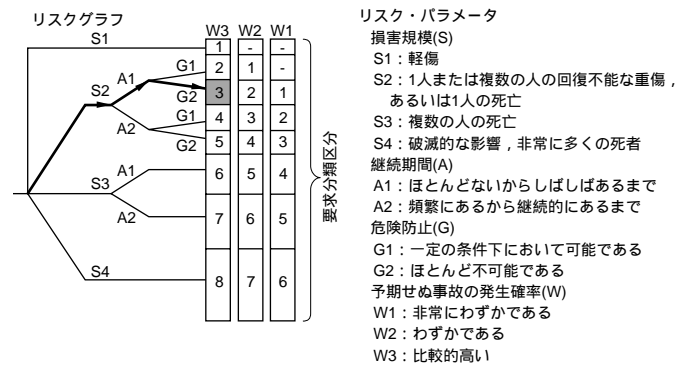 リスクグラフ
W3 W2 W1
S1
1 - -
A1 G1 2 1 -
S2 G2 3 2 1
A2 G1 4 3 2
G2 5 4 3
A1 6 5 4
S3
A2 7 6 5
S4 8 7 6
要求分類区分
リスク・パラメータ
損害規模(S)
S1：軽傷
S2：1人または複数の人の回復不能な重傷，
あるいは1人の死亡
S3：複数の人の死亡
S4：破滅的な影響，非常に多くの死者
継続期間(A)
A1：ほとんどないからしばしばあるまで
A2：頻繁にあるから継続的にあるまで
危険防止(G)
G1：一定の条件下において可能である
G2：ほとんど不可能である
予期せぬ事故の発生確率(W)
W1：非常にわずかである
W2：わずかである
W3：比較的高い